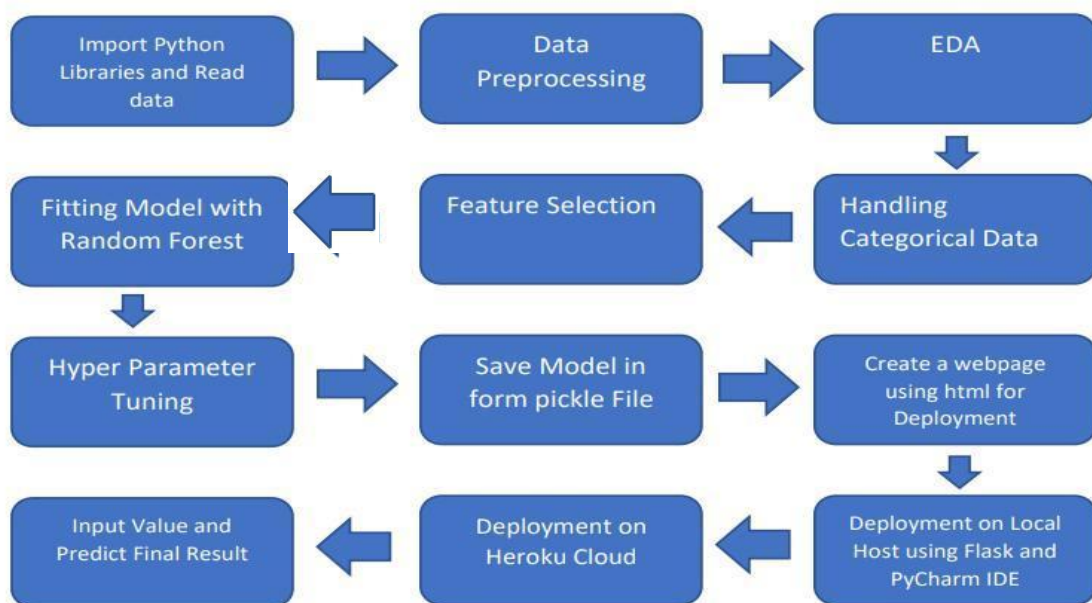 Import Python
Libraries and Read
data
Data
Preprocessing
EDA
Handling
Categorical Data
Feature Selection
Fitting Model with
Random Forest
Hyper Parameter
Tuning
Save Model in
form pickle File
Create a webpage
using html for
Deployment
Deployment on Local
Host using Flask and
PyCharm IDE
Deployment on
Heroku Cloud
Input Value and
Predict Final Result